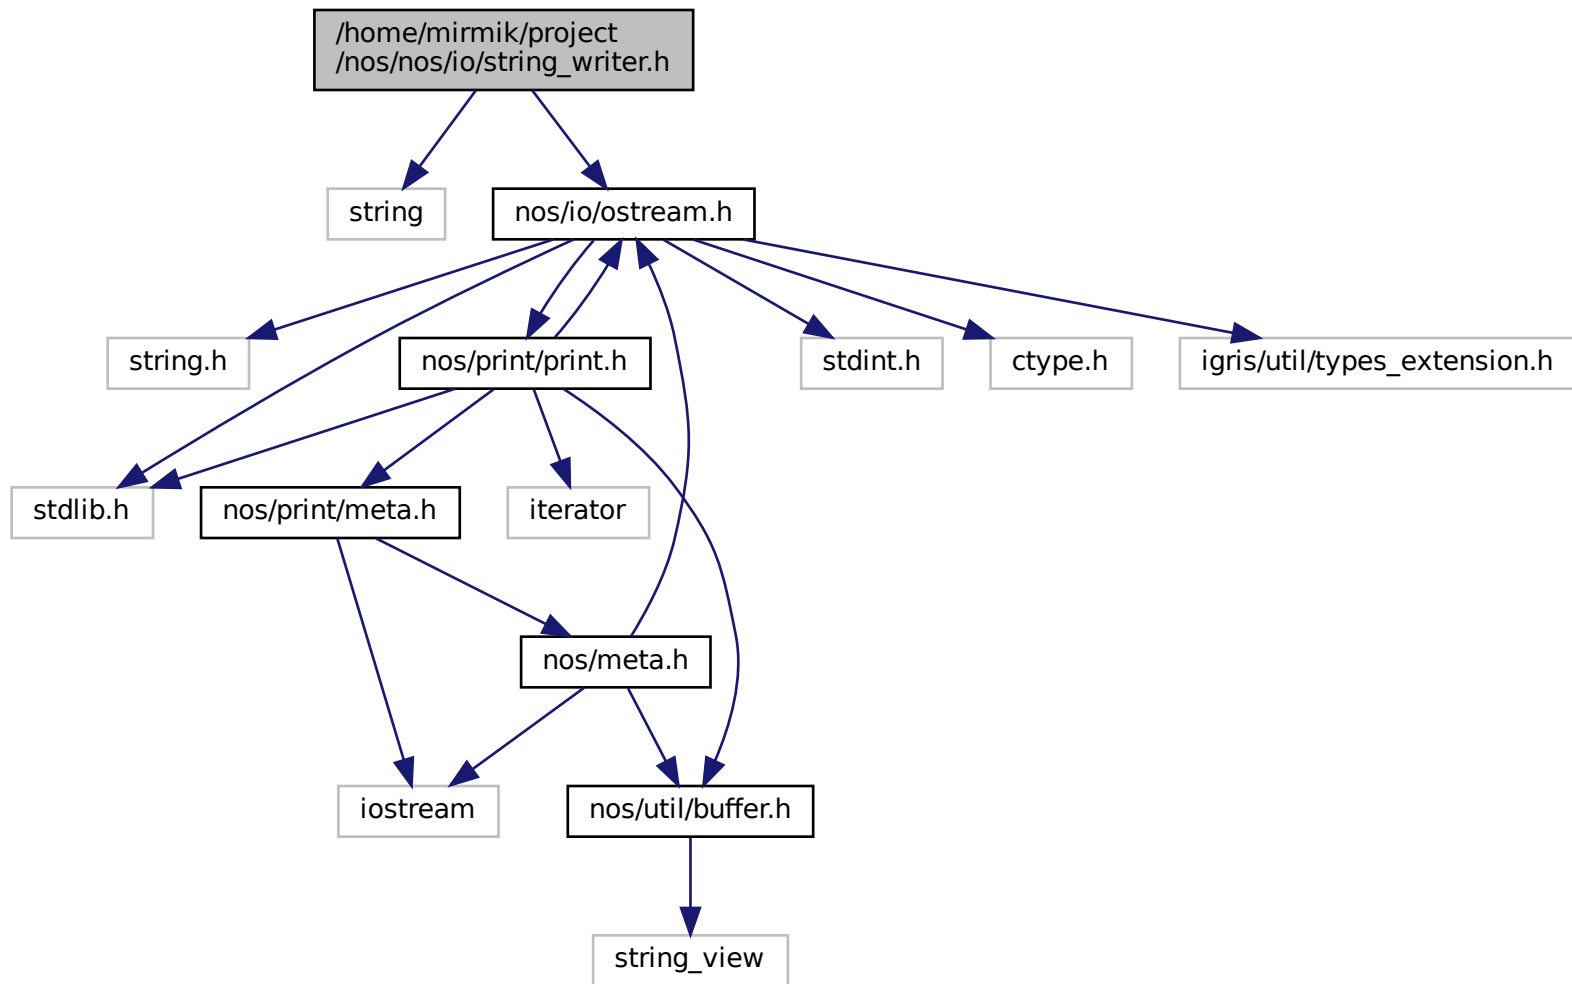 /home/mirmik/project
/nos/nos/io/string_writer.h
string
nos/io/ostream.h
string.h
nos/print/print.h
stdint.h
ctype.h
igris/util/types_extension.h
stdlib.h
nos/print/meta.h
iterator
nos/meta.h
iostream
nos/util/buffer.h
string_view